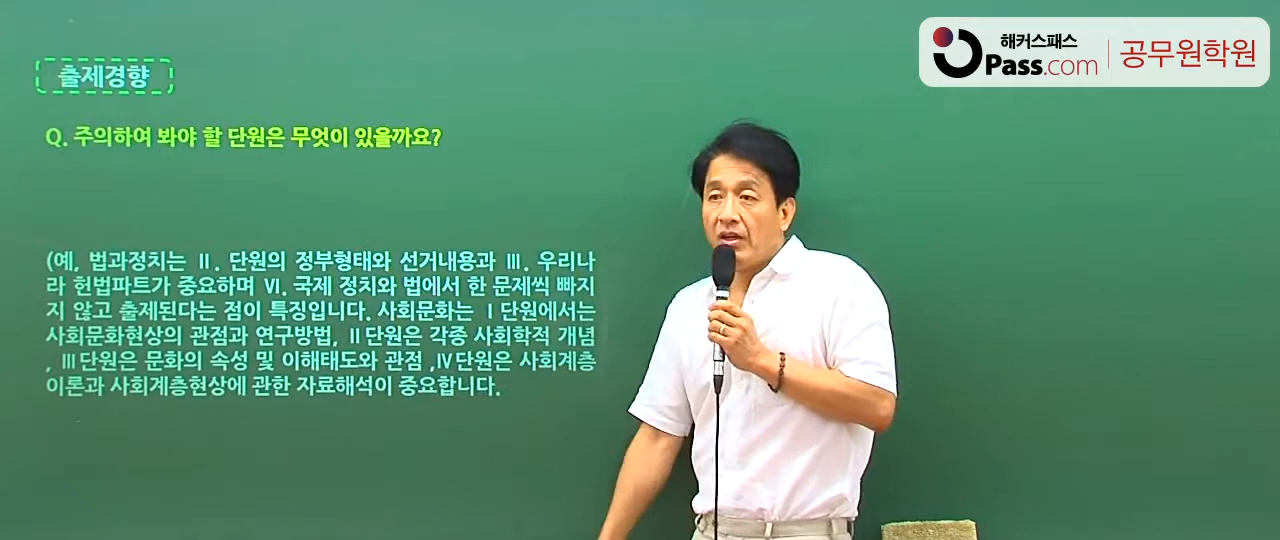 해커스패스
Pass.com 공무원학원
출제경향
Q. 주의하여 봐야 할 단원은 무엇이 있을까요?
(예, 법과정치는 Ⅱ. 단원의 정부형태와 선거내용과 Ⅲ. 우리나
라 헌법파트가 중요하며 Ⅵ. 국제 정치와 법에서 한 문제씩 빠지
지 않고 출제된다는 점이 특징입니다. 사회문화는 Ⅰ단원에서는
사회문화현상의 관점과 연구방법, Ⅱ단원은 각종 사회학적 개념
, Ⅲ단원은 문화의 속성 및 이해태도와 관점 ,Ⅳ단원은 사회계층
이론과 사회계층현상에 관한 자료해석이 중요합니다.